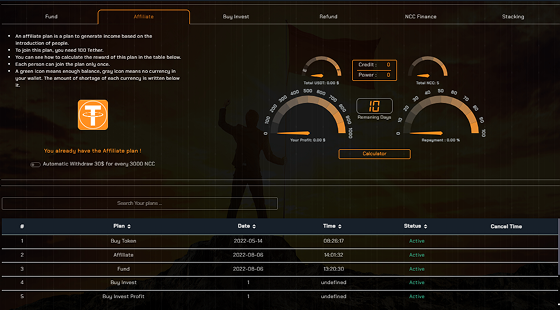 Fund Affiliate Buy Invest Refund NCC Finance Stacking
An affiliate plan is a plan to generate income based on the
introduction of people.
To join this plan, you need 100 Tether.
You can see how to calculate the reward of this plan in the table below.
Each person can join the plan only once.
A green icon means enough balance, gray icon means no currency in
your wallet. The amount of shortage of each currency is written below
it.
You already have the Affiliate plan !
Automatic Withdraw 30$ for every 3000 NCC
Total USDT: 0.00 $
Credit : 0
Power : 0
Total NCC: 5
0 100 200 300 400 500 600 700 800 900 1000
Your Profit: 0.00 $
10
Remaining Days
0 10 20 30 40 50 60 70 80 90 100
Repayment : 0.00 %
Calculator
Search Your plans ...
# Plan Date Time Status Cancel Time
1 Buy Token 2022-05-14 08:26:17 Active
2 Affiliate 2022-08-06 14:01:32 Active
3 Fund 2022-08-06 13:20:30 Active
4 Buy Invest 1 undefined Active
5 Buy Invest Profit 1 undefined Active